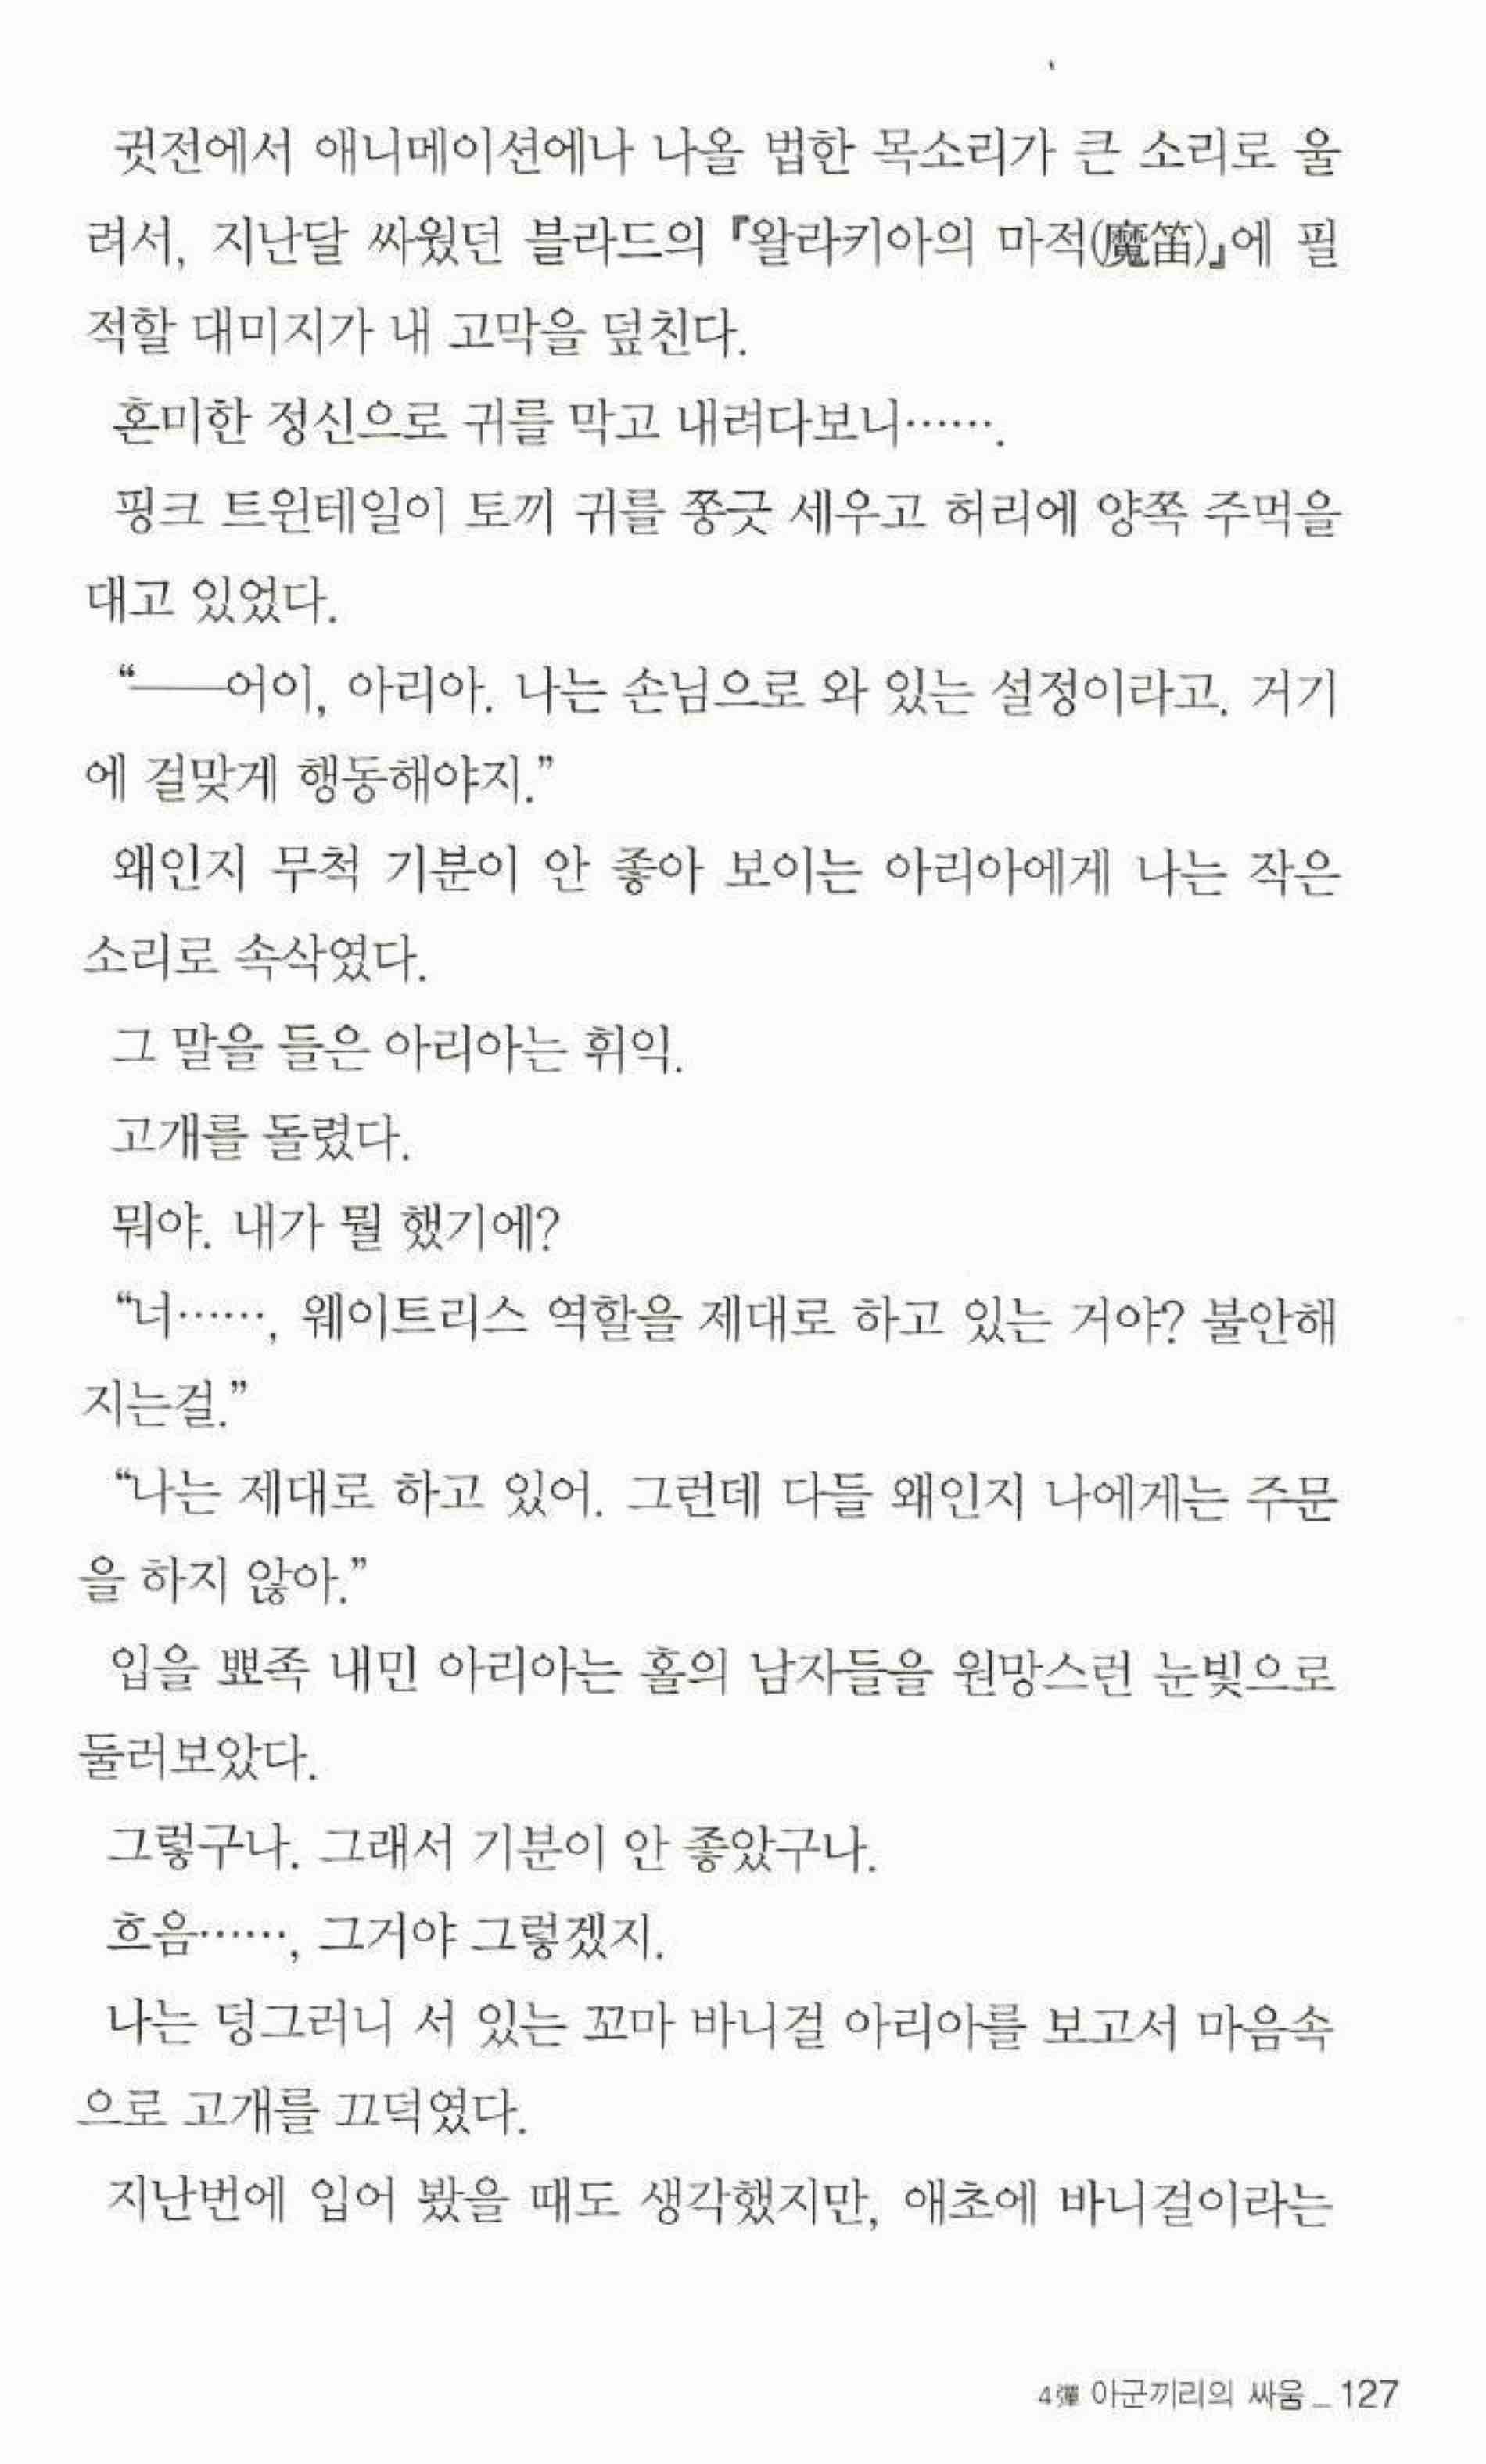 귓전에서 애니메이션에나 나올 법한 목소리가 큰 소리로 울
려서, 지난달 싸웠던 블라드의 『왈라키아의 마적(魔笛)』에 필
적할 대미지가 내 고막을 덮친다.
혼미한 정신으로 귀를 막고 내려다보니…….
핑크 트윈테일이 토끼 귀를 쫑긋 세우고 허리에 양쪽 주먹을
대고 있었다.
“──어이, 아리아. 나는 손님으로 와 있는 설정이라고. 거기
에 걸맞게 행동해야지.”
왜인지 무척 기분이 안 좋아 보이는 아리아에게 나는 작은
소리로 속삭였다.
그 말을 들은 아리아는 휘익.
고개를 돌렸다.
뭐야. 내가 뭘 했기에?
“너……, 웨이트리스 역할을 제대로 하고 있는 거야? 불안해
지는걸.”
“나는 제대로 하고 있어. 그런데 다들 왜인지 나에게는 주문
을 하지 않아.”
입을 뾰족 내민 아리아는 홀의 남자들을 원망스런 눈빛으로
둘러보았다.
그렇구나. 그래서 기분이 안 좋았구나.
흐음……, 그거야 그렇겠지.
나는 덩그러니 서 있는 꼬마 바니걸 아리아를 보고서 마음속
으로 고개를 끄덕였다.
지난번에 입어 봤을 때도 생각했지만, 애초에 바니걸이라는
4彈 아군끼리의 싸움 _ 127